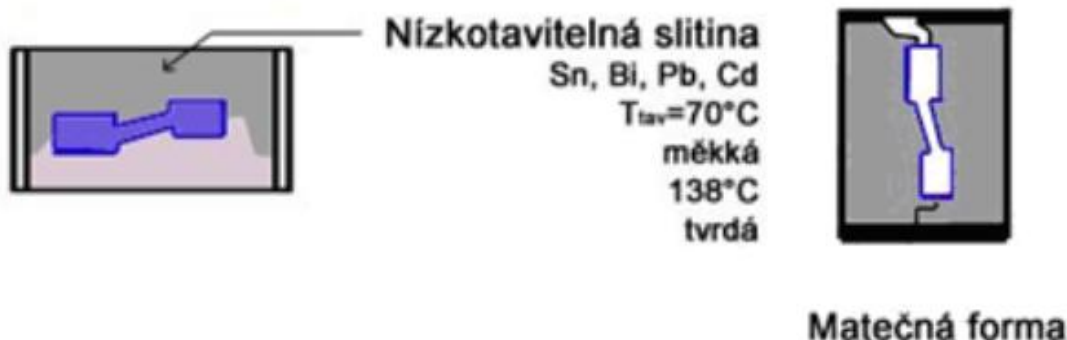 Nízkotavitelná slitina
Sn, Bi, Pb, Cd
Ttav=70°C
měkká
138°C
tvrdá
Matečná forma